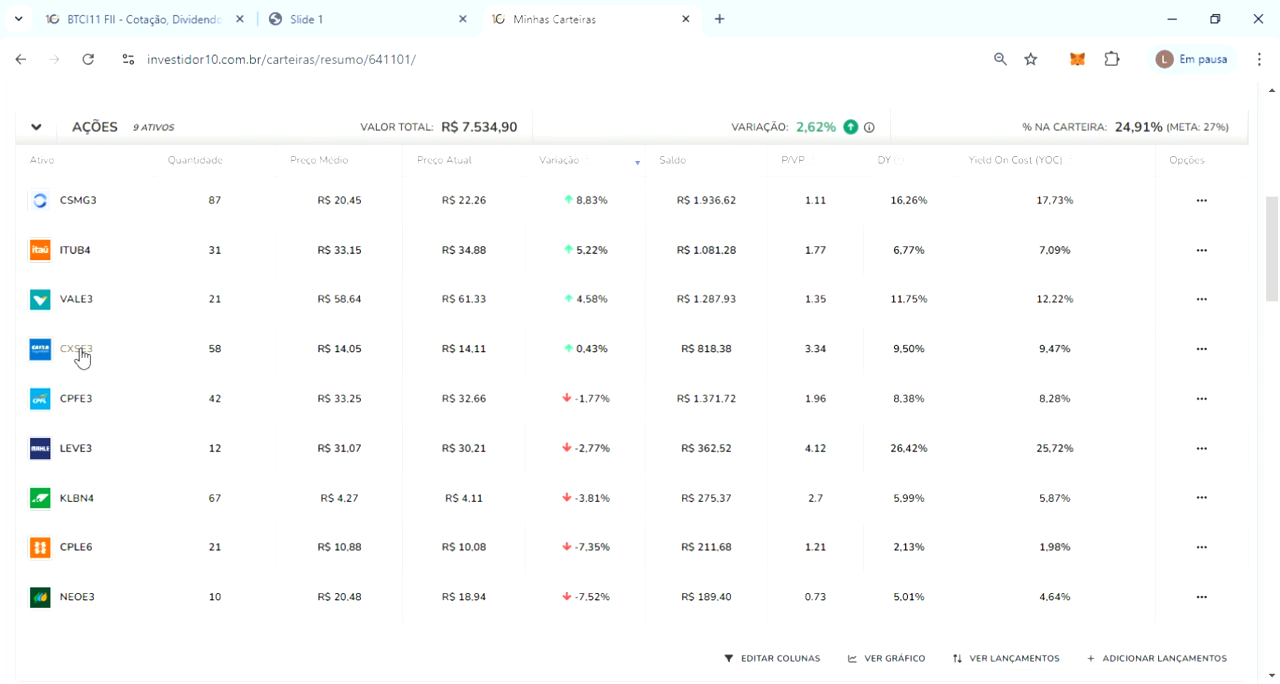 BTCI11 FII - Cotação, Dividendo
Slide 1
Minhas Carteiras
investidor10.com.br/carteiras/resumo/641101/
L Em pausa
AÇÕES 9 ATIVOS VALOR TOTAL: R$ 7.534,90 VARIAÇÃO: 2,62% % NA CARTEIRA: 24,91% (META: 27%)
Ativo Quantidade Preço Médio Preço Atual Variação Saldo P/VP DY Yield On Cost (YOC) Opções
CSMG3 87 R$ 20,45 R$ 22,26 8,83% R$ 1.936,62 1.11 16,26% 17,73% ...
itaú ITUB4 31 R$ 33,15 R$ 34,88 5,22% R$ 1.081,28 1.77 6,77% 7,09% ...
VALE3 21 R$ 58,64 R$ 61,33 4,58% R$ 1.287,93 1.35 11,75% 12,22% ...
CXSE3 58 R$ 14,05 R$ 14,11 0,43% R$ 818,38 3.34 9,50% 9,47% ...
CPFL CPFE3 42 R$ 33,25 R$ 32,66 -1,77% R$ 1.371,72 1.96 8,38% 8,28% ...
MAHLE LEVE3 12 R$ 31,07 R$ 30,21 -2,77% R$ 362,52 4.12 26,42% 25,72% ...
KLBN4 67 R$ 4,27 R$ 4,11 -3,81% R$ 275,37 2.7 5,99% 5,87% ...
CPLE6 21 R$ 10,88 R$ 10,08 -7,35% R$ 211,68 1.21 2,13% 1,98% ...
NEOE3 10 R$ 20,48 R$ 18,94 -7,52% R$ 189,40 0.73 5,01% 4,64% ...
EDITAR COLUNAS VER GRÁFICO VER LANÇAMENTOS + ADICIONAR LANÇAMENTOS